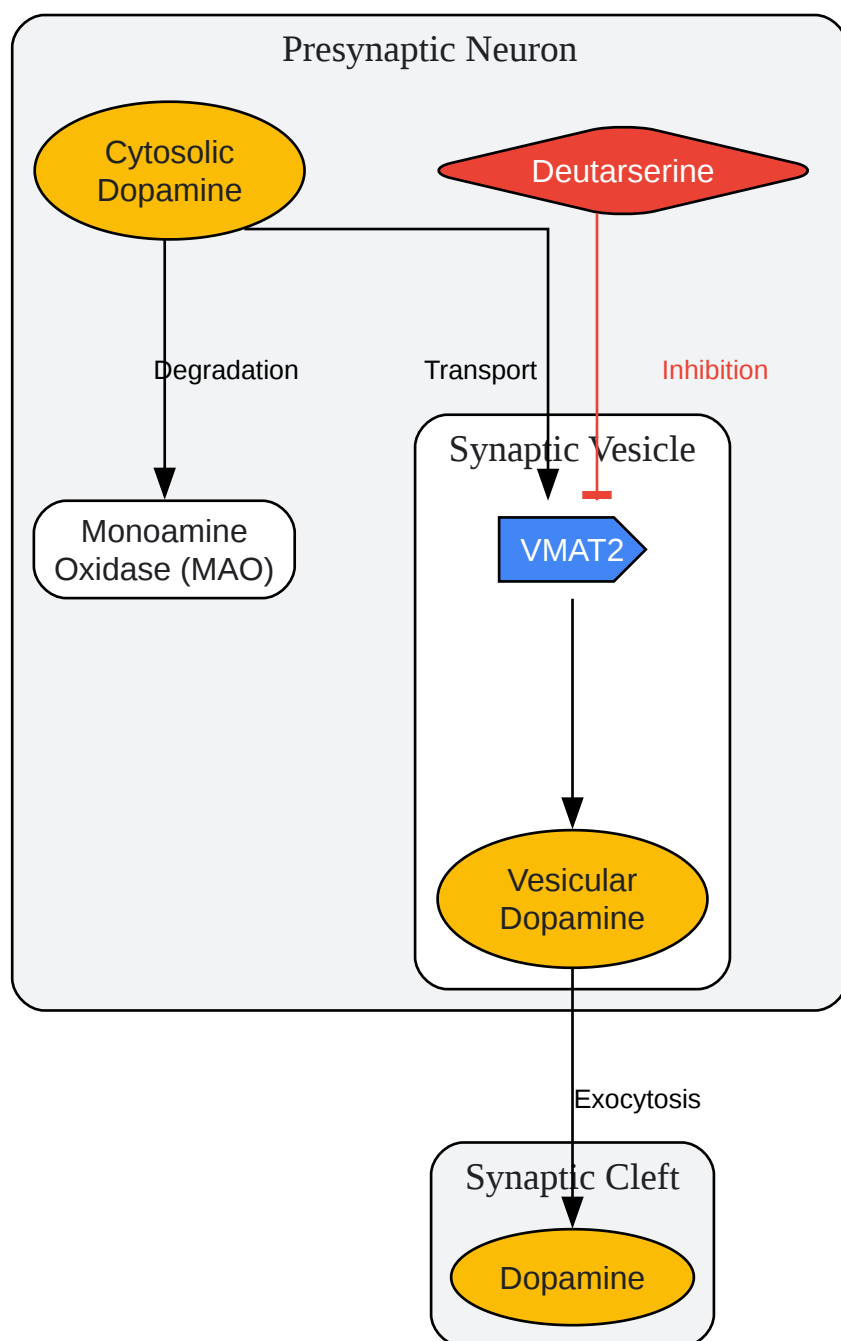 Presynaptic Neuron
Cytosolic
Dopamine
Deutarserine
Degradation
Transport
Inhibition
Synaptic Vesicle
Monoamine
Oxidase (MAO)
VMAT2
Vesicular
Dopamine
Exocytosis
Synaptic Cleft
Dopamine